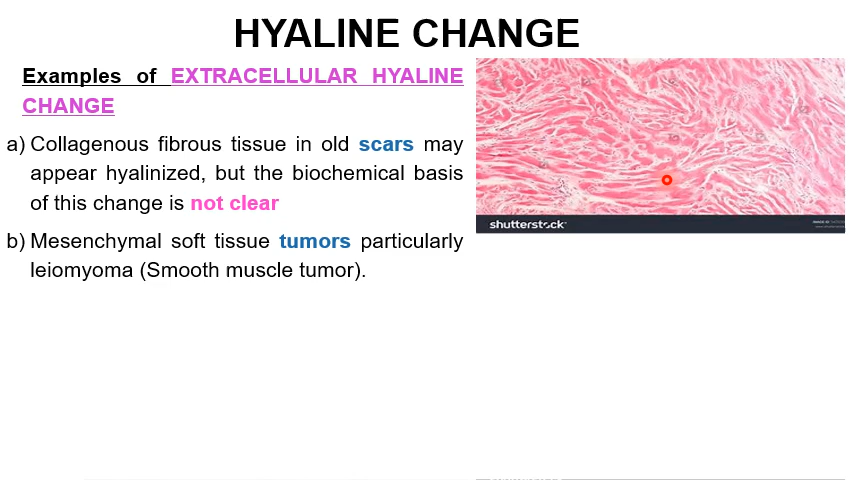 HYALINE CHANGE
Examples of EXTRACELLULAR HYALINE
CHANGE
a) Collagenous fibrous tissue in old scars may
appear hyalinized, but the biochemical basis
of this change is not clear
b) Mesenchymal soft tissue tumors particularly
leiomyoma (Smooth muscle tumor).
shutterstock